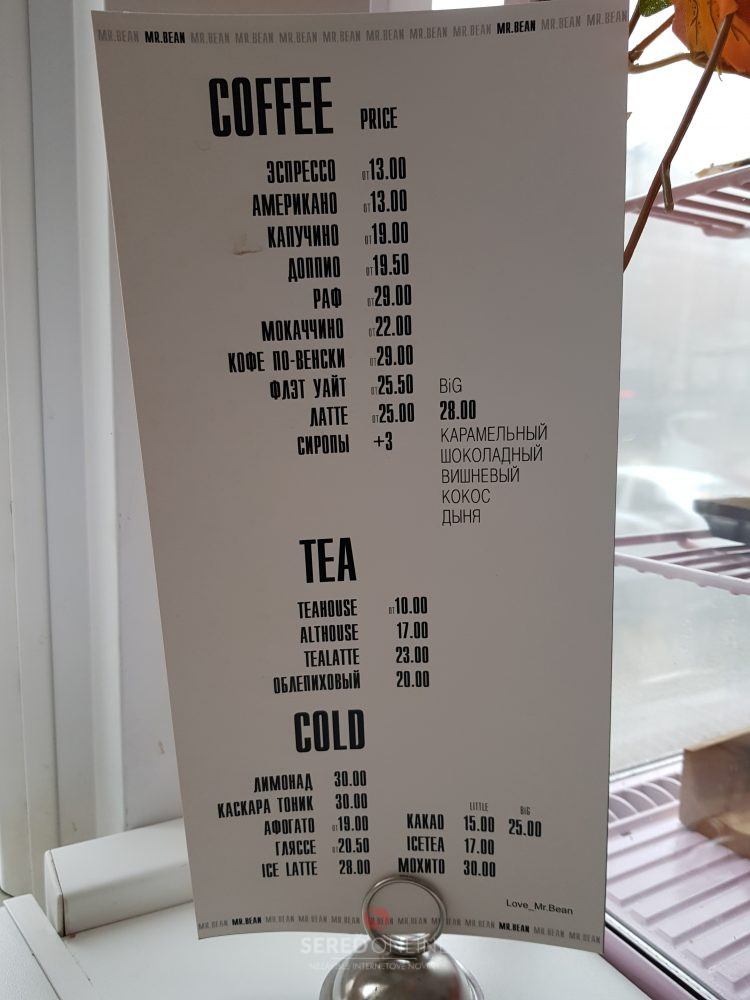 MR.BEAN MR.BEAN MR.BEAN MR.BEAN MR.BEAN MR.BEAN MR.BEAN MR.BEAN MR.BEAN MR.BEAN MR.BEAN MR.BEAN
COFFEE PRICE
ЭСПРЕССО от13.00
АМЕРИКАНО от13.00
КАПУЧИНО от19.00
ДОППИО от19.50
РАФ от29.00
МОКАЧЧИНО от22.00
КОФЕ ПО-ВЕНСКИ от29.00
ФЛЭТ УАЙТ от25.50 BiG
ЛАТТЕ от25.00 28.00
СИРОПЫ +3 КАРАМЕЛЬНЫЙ
ШОКОЛАДНЫЙ
ВИШНЕВЫЙ
КОКОС
ДЫНЯ
TEA
TEAHOUSE от10.00
ALTHOUSE 17.00
TEALATTE 23.00
ОБЛЕПИХОВЫЙ 20.00
COLD
ЛИМОНАД 30.00
КАСКАРА ТОНИК 30.00 LITTLE BIG
АФОГАТО от19.00 КАКАО 15.00 25.00
ГЛЯССЕ от20.50 ICETEA 17.00
ICE LATTE 28.00 МОХИТО 30.00
Love_Mr.Bean
MR.BEAN MR.BEAN MR.BEAN MR.BEAN MR.BEAN MR.BEAN MR.BEAN MR.BEAN MR.BEAN MR.BEAN MR.BEAN
SEREDONLINE